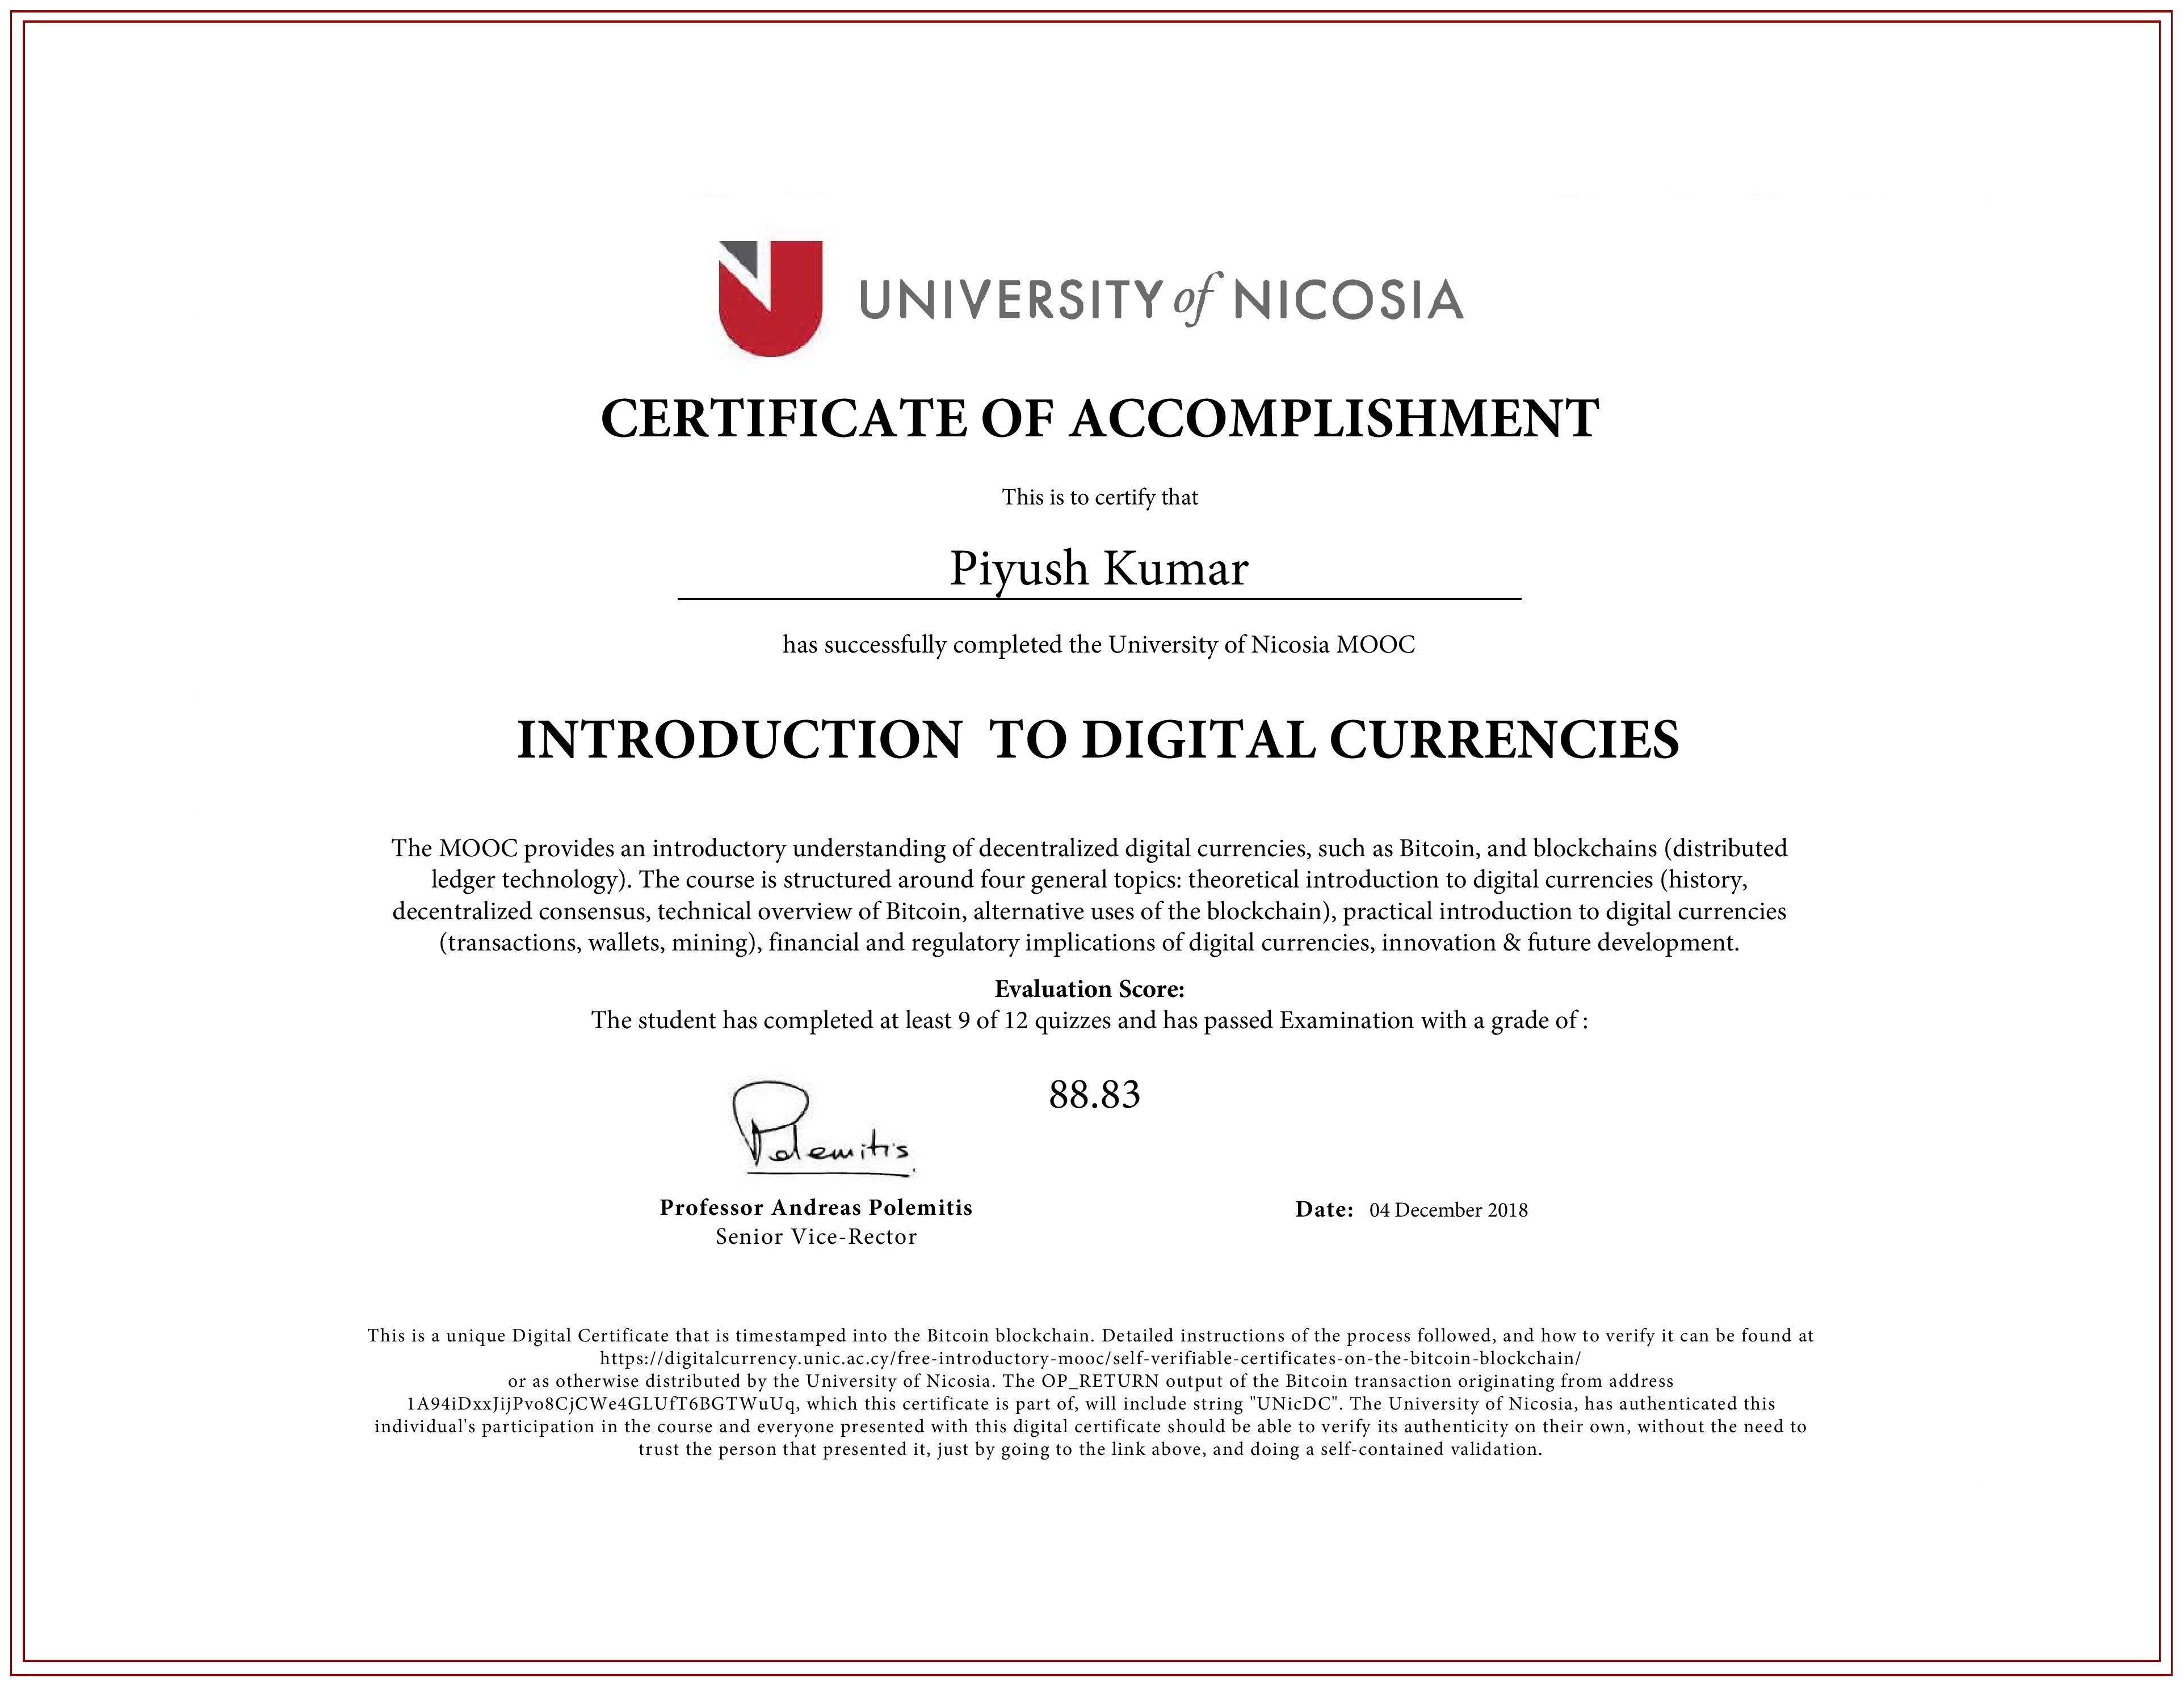 UNIVERSITY of NICOSIA
CERTIFICATE OF ACCOMPLISHMENT
This is to certify that
Piyush Kumar
has successfully completed the University of Nicosia MOOC
INTRODUCTION TO DIGITAL CURRENCIES
The MOOC provides an introductory understanding of decentralized digital currencies, such as Bitcoin, and blockchains (distributed
ledger technology). The course is structured around four general topics: theoretical introduction to digital currencies (history,
decentralized consensus, technical overview of Bitcoin, alternative uses of the blockchain), practical introduction to digital currencies
(transactions, wallets, mining), financial and regulatory implications of digital currencies, innovation & future development.
Evaluation Score:
The student has completed at least 9 of 12 quizzes and has passed Examination with a grade of :
88.83
Polemitis
Professor Andreas Polemitis
Senior Vice-Rector
Date: 04 December 2018
This is a unique Digital Certificate that is timestamped into the Bitcoin blockchain. Detailed instructions of the process followed, and how to verify it can be found at
https://digitalcurrency.unic.ac.cy/free-introductory-mooc/self-verifiable-certificates-on-the-bitcoin-blockchain/
or as otherwise distributed by the University of Nicosia. The OP_RETURN output of the Bitcoin transaction originating from address
1A94iDxxJijPvo8CjCWe4GLUfT6BGTWuUq, which this certificate is part of, will include string "UNicDC". The University of Nicosia, has authenticated this
individual's participation in the course and everyone presented with this digital certificate should be able to verify its authenticity on their own, without the need to
trust the person that presented it, just by going to the link above, and doing a self-contained validation.